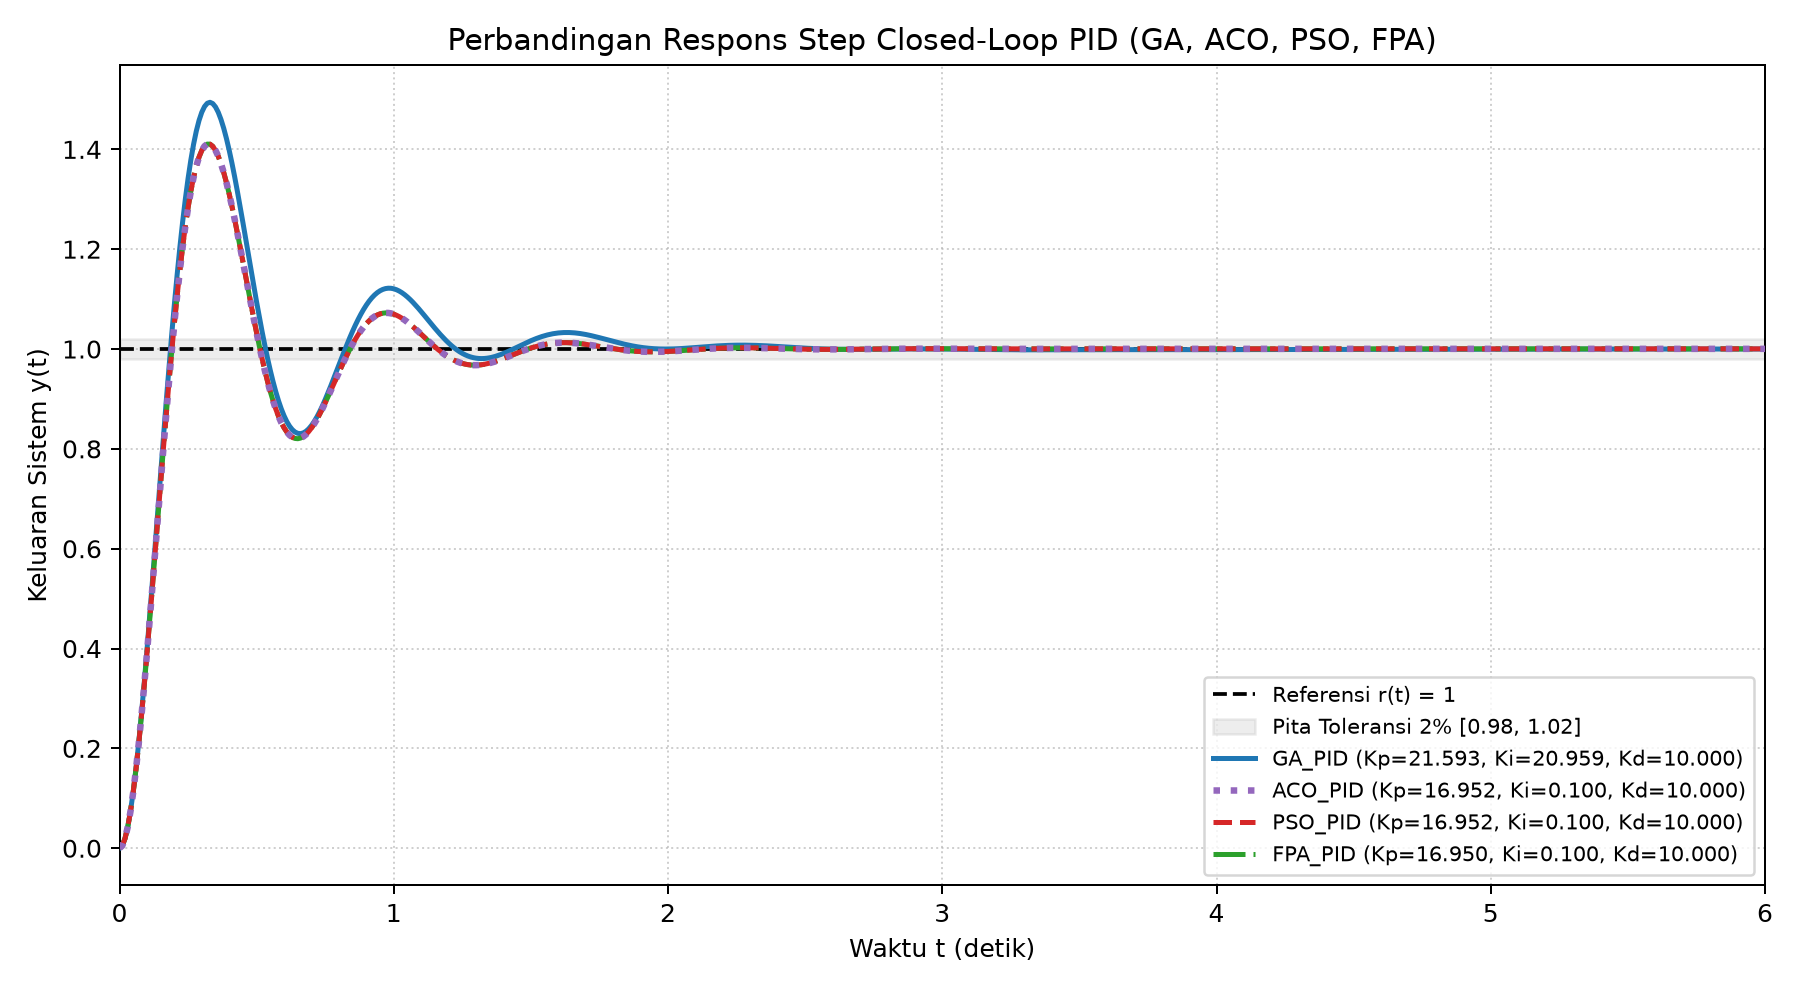 Perbandingan Respons Step Closed-Loop PID (GA, ACO, PSO, FPA)
Keluaran Sistem y(t)
1.4
1.2
1.0
0.8
0.6
0.4
0.2
0.0
Referensi r(t) = 1
Pita Toleransi 2% [0.98, 1.02]
GA_PID (Kp=21.593, Ki=20.959, Kd=10.000)
ACO_PID (Kp=16.952, Ki=0.100, Kd=10.000)
PSO_PID (Kp=16.952, Ki=0.100, Kd=10.000)
FPA_PID (Kp=16.950, Ki=0.100, Kd=10.000)
0 1 2 3 4 5 6
Waktu t (detik)